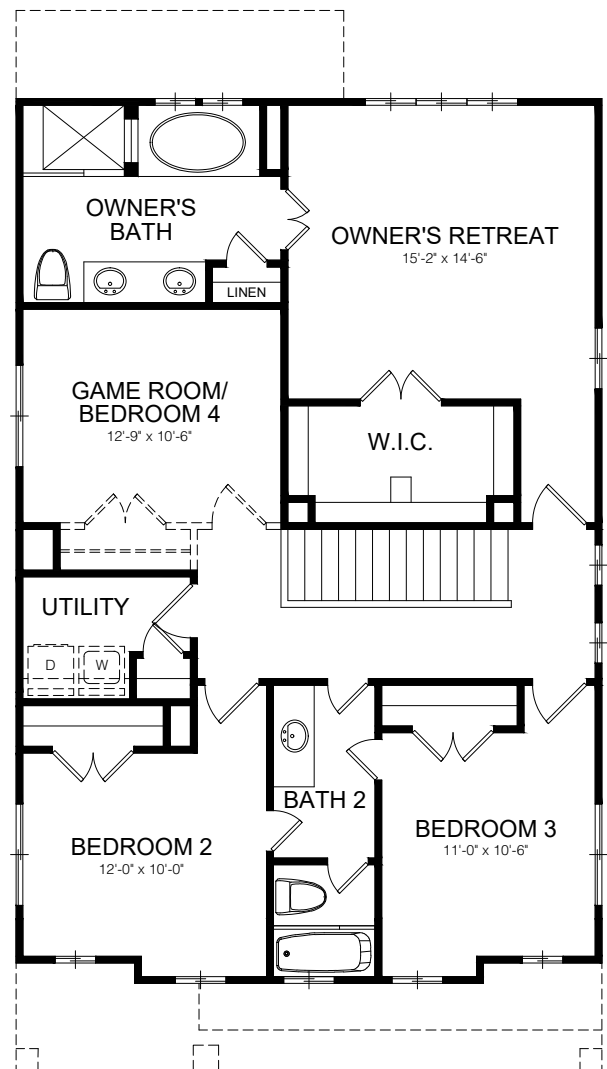 OWNER'S
BATH
OWNER'S RETREAT
15'-2" x 14'-6"
LINEN
GAME ROOM/
BEDROOM 4
12'-9" x 10'-6"
W.I.C.
UTILITY
D
W
BATH 2
BEDROOM 2
12'-0" x 10'-0"
BEDROOM 3
11'-0" x 10'-6"